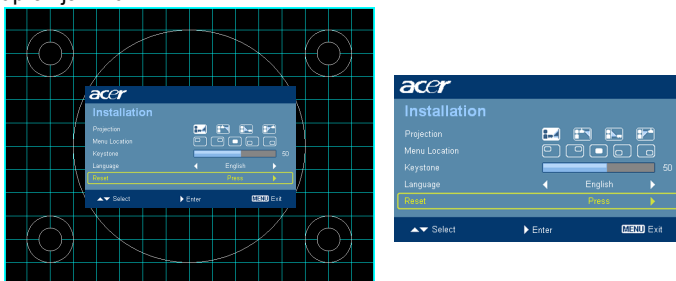 acer
Installation
Projection
Menu Location
Keystone 50
Language English
Reset Press
Select Enter MENU Exit
acer
Installation
Projection
Menu Location
Keystone 50
Language English
Reset Press
Select Enter MENU Exit